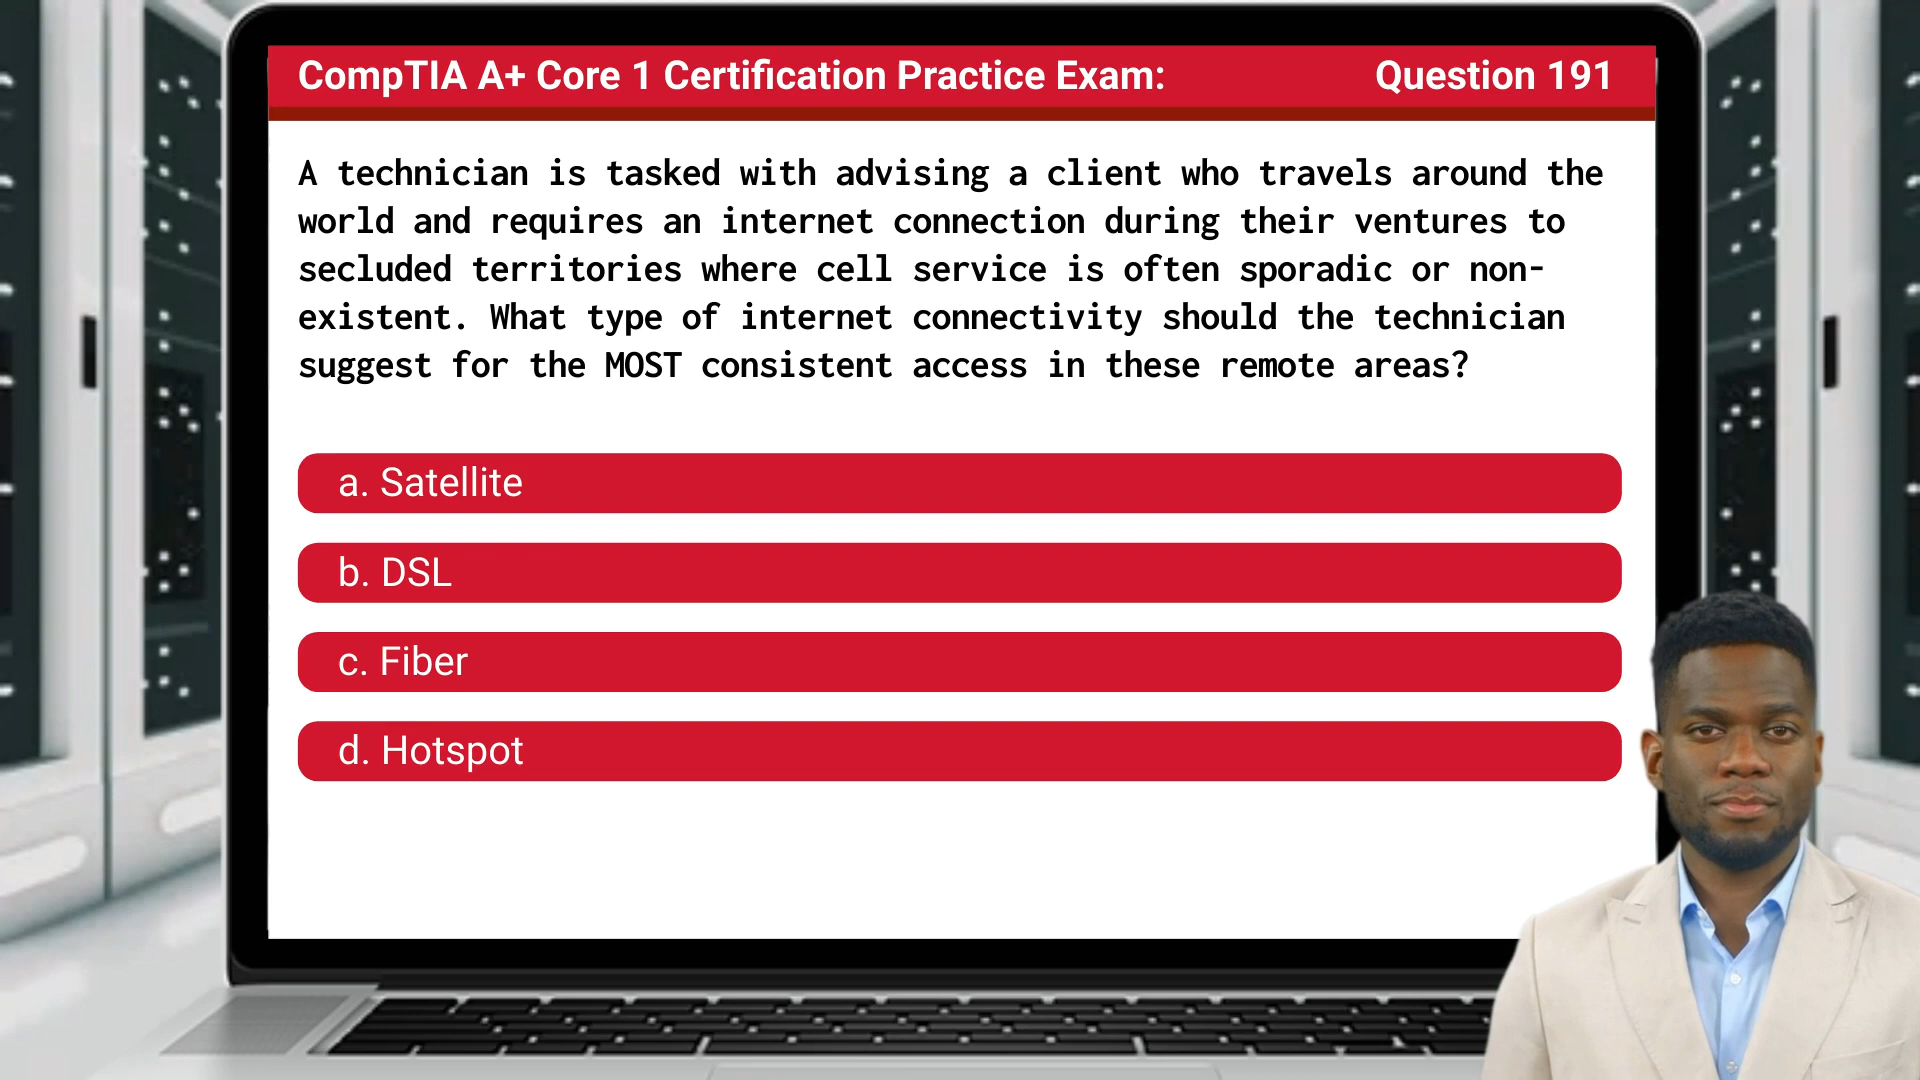 CompTIA A+ Core 1 Certification Practice Exam: Question 191
A technician is tasked with advising a client who travels around the
world and requires an internet connection during their ventures to
secluded territories where cell service is often sporadic or non-
existent. What type of internet connectivity should the technician
suggest for the MOST consistent access in these remote areas?
a. Satellite
b. DSL
c. Fiber
d. Hotspot